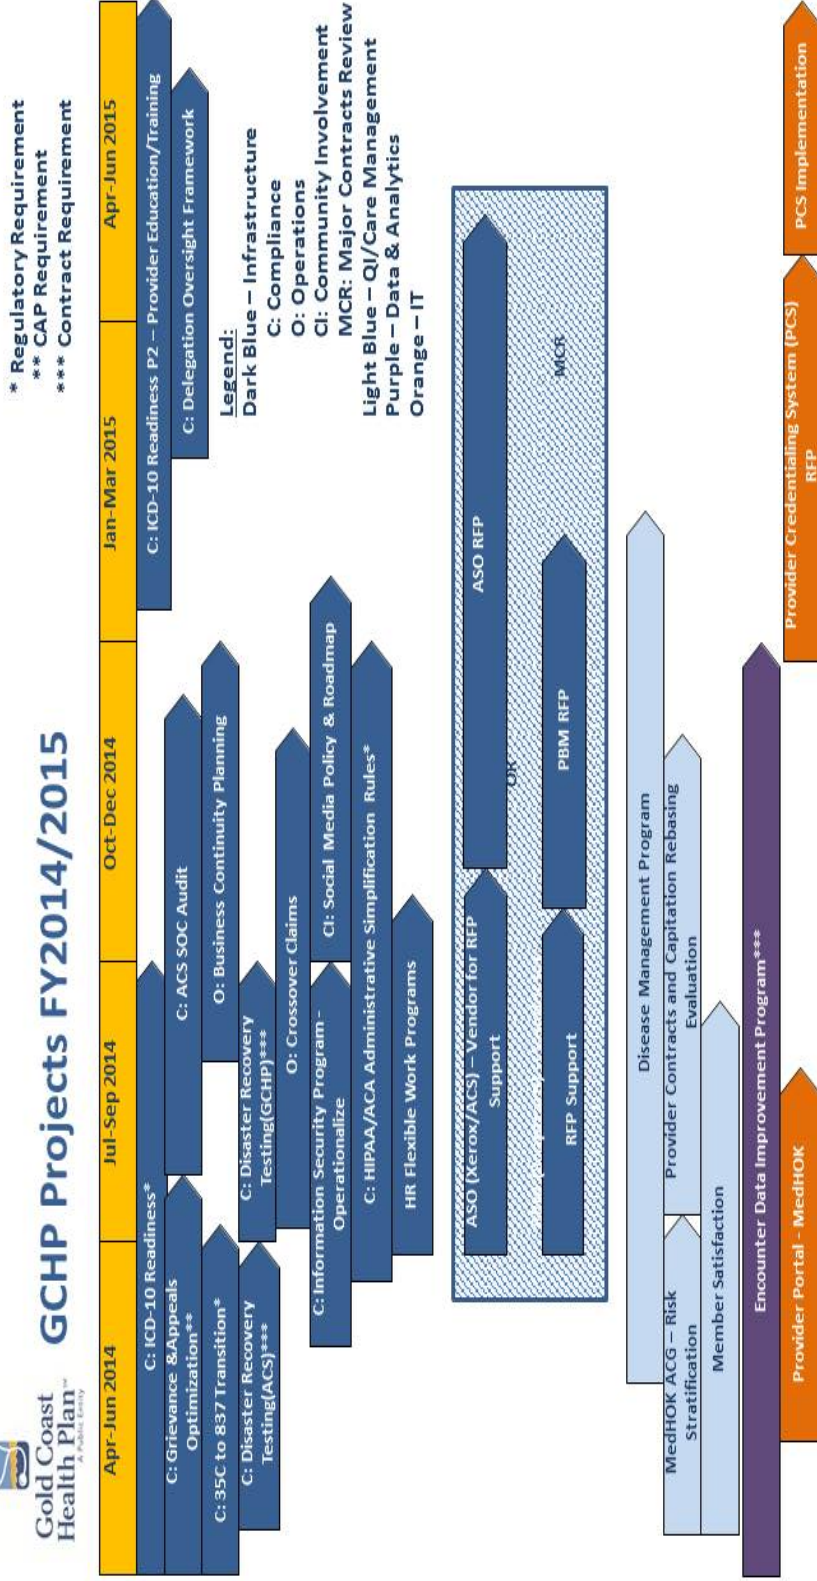 Gold Coast
Health Plan℠
A Public Entity
GCHP Projects FY2014/2015
* Regulatory Requirement
** CAP Requirement
*** Contract Requirement
Apr-Jun 2014
Jul-Sep 2014
Oct-Dec 2014
Jan-Mar 2015
Apr-Jun 2015
C: ICD-10 Readiness*
C: ICD-10 Readiness P2 – Provider Education/Training
C: Grievance &Appeals
Optimization**
C: ACS SOC Audit
C: Delegation Oversight Framework
C: 35C to 837 Transition*
O: Business Continuity Planning
C: Disaster Recovery
Testing(ACS)***
C: Disaster Recovery
Testing(GCHP)***
O: Crossover Claims
C: Information Security Program -
Operationalize
CI: Social Media Policy & Roadmap
C: HIPAA/ACA Administrative Simplification Rules*
HR Flexible Work Programs
Legend:
Dark Blue – Infrastructure
C: Compliance
O: Operations
CI: Community Involvement
MCR: Major Contracts Review
Light Blue – QI/Care Management
Purple – Data & Analytics
Orange – IT
ASO (Xerox/ACS) – Vendor for RFP
Support
ASO RFP
OR
RFP Support
PBM RFP
MCR
Disease Management Program
MedHOK ACG – Risk
Stratification
Provider Contracts and Capitation Rebasing
Evaluation
Member Satisfaction
Encounter Data Improvement Program***
Provider Portal - MedHOK
Provider Credentialing System (PCS)
RFP
PCS Implementation